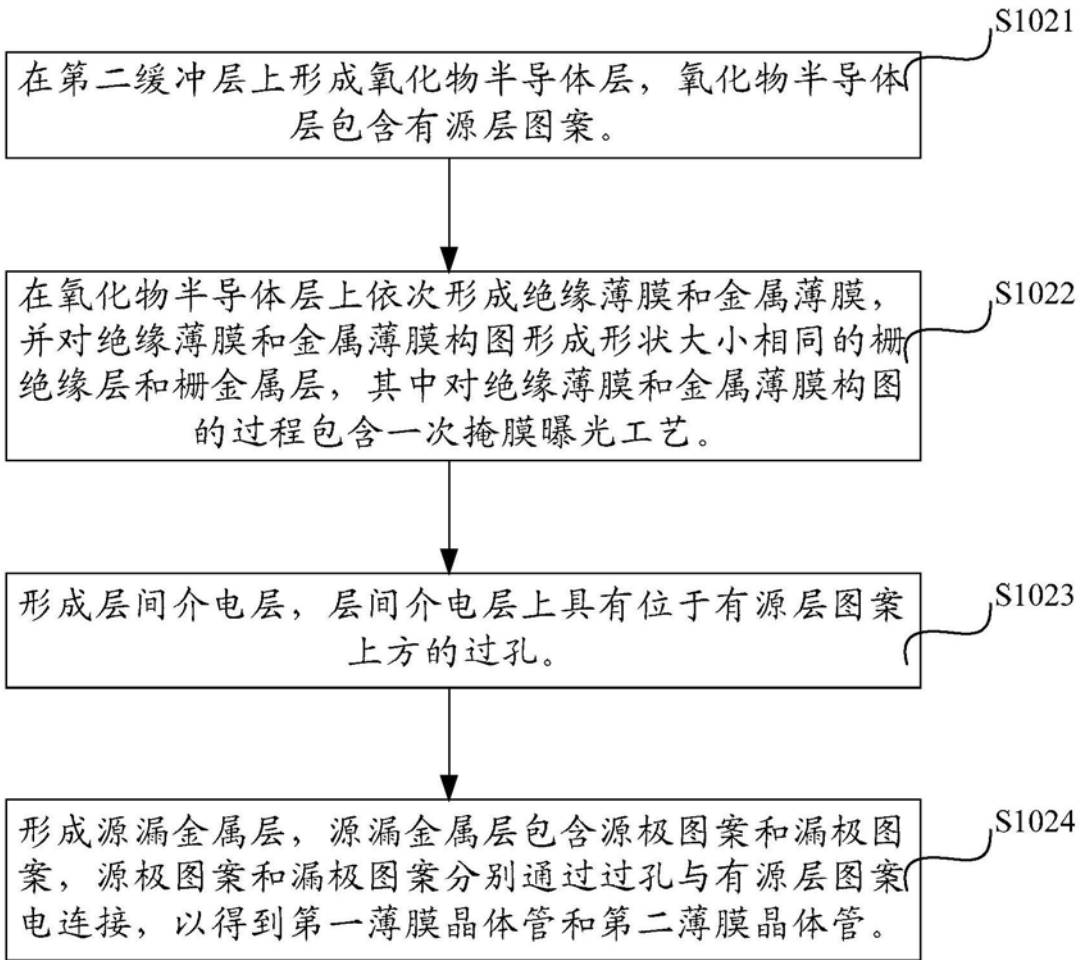 S1021
在第二缓冲层上形成氧化物半导体层，氧化物半导体
层包含有源层图案。
S1022
在氧化物半导体层上依次形成绝缘薄膜和金属薄膜，
并对绝缘薄膜和金属薄膜构图形成形状大小相同的栅
绝缘层和栅金属层，其中对绝缘薄膜和金属薄膜构图
的过程包含一次掩膜曝光工艺。
S1023
形成层间介电层，层间介电层上具有位于有源层图案
上方的过孔。
S1024
形成源漏金属层，源漏金属层包含源极图案和漏极图
案，源极图案和漏极图案分别通过过孔与有源层图案
电连接，以得到第一薄膜晶体管和第二薄膜晶体管。